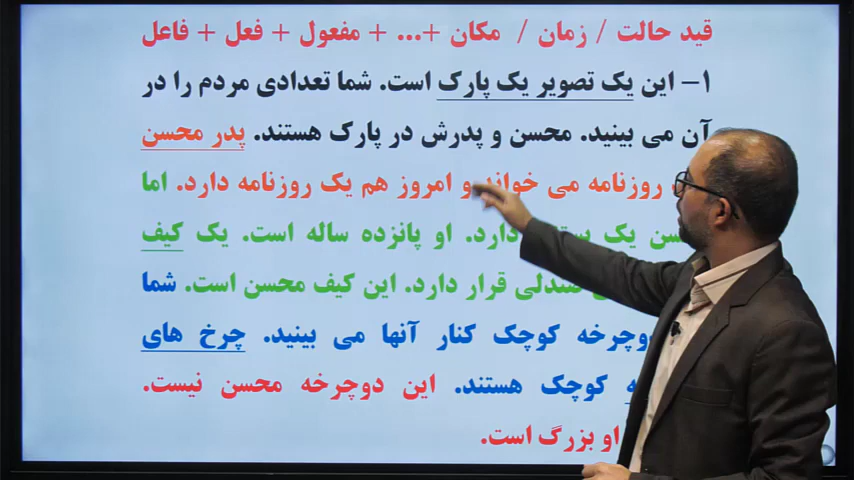 قید حالت / زمان / مکان +... + مفعول + فعل + فاعل
۱- این یک تصویر یک پارک است. شما تعدادی مردم را در
آن می بینید. محسن و پدرش در پارک هستند. پدر محسن
روزنامه می خواند و امروز هم یک روزنامه دارد. اما
یک بستنی دارد. او پانزده ساله است. یک کیف
صندلی قرار دارد. این کیف محسن است. شما
دوچرخه کوچک کنار آنها می بینید. چرخ های
کوچک هستند. این دوچرخه محسن نیست.
او بزرگ است.